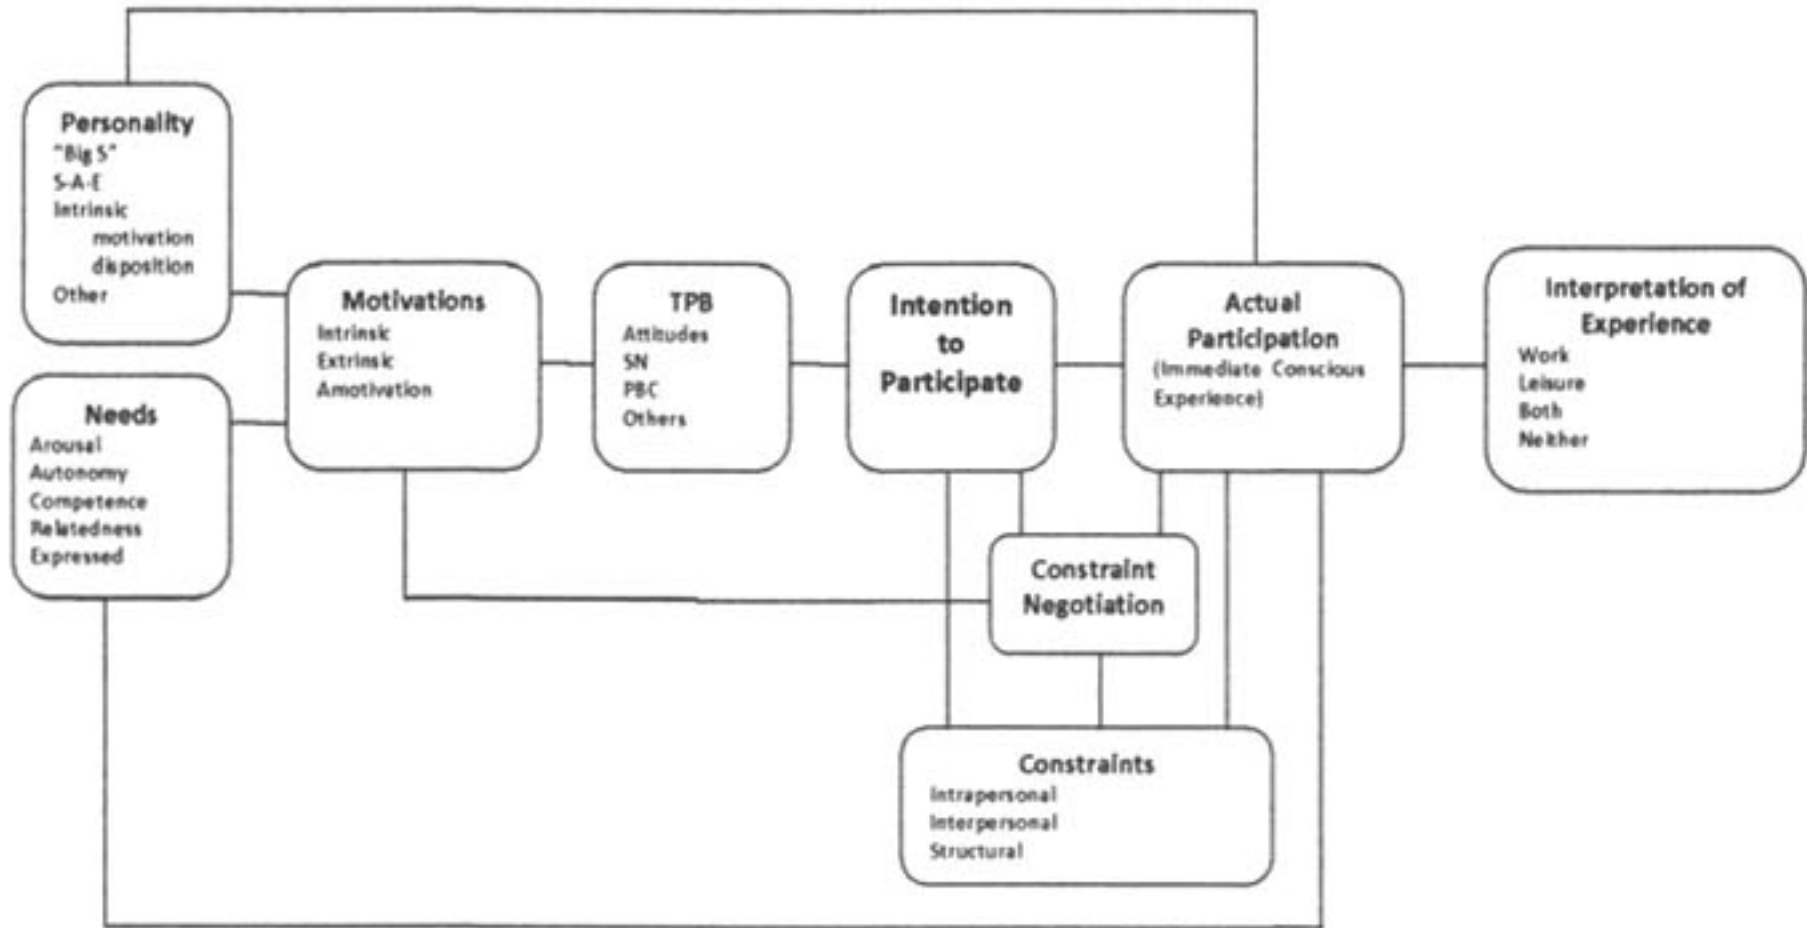 Personality
"Big 5"
S-A-E
Intrinsic
motivation
disposition
Other
Needs
Arousal
Autonomy
Competence
Relatedness
Expressed
Motivations
Intrinsic
Extrinsic
Amotivation
TPB
Attitudes
SN
PBC
Others
Intention
to
Participate
Actual
Participation
(Immediate Conscious
Experience)
Interpretation of
Experience
Work
Leisure
Both
Neither
Constraint
Negotiation
Constraints
Intrapersonal
Interpersonal
Structural